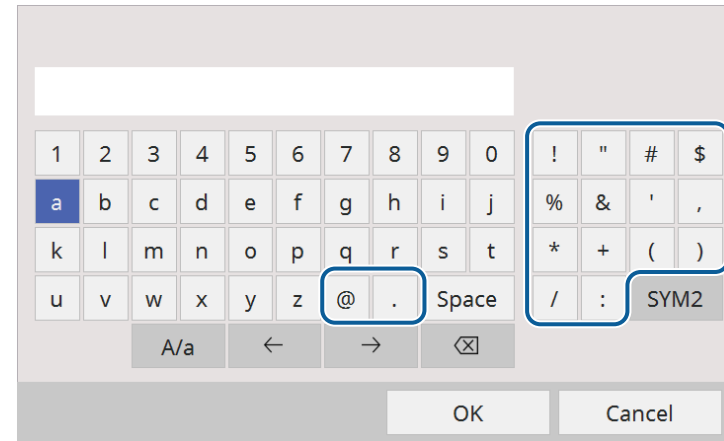 1 2 3 4 5 6 7 8 9 0 ! " # $
a b c d e f g h i j % & ' ,
k l m n o p q r s t * + ( )
u v w x y z @ . Space / : SYM2
A/a ← → ⌫
OK Cancel